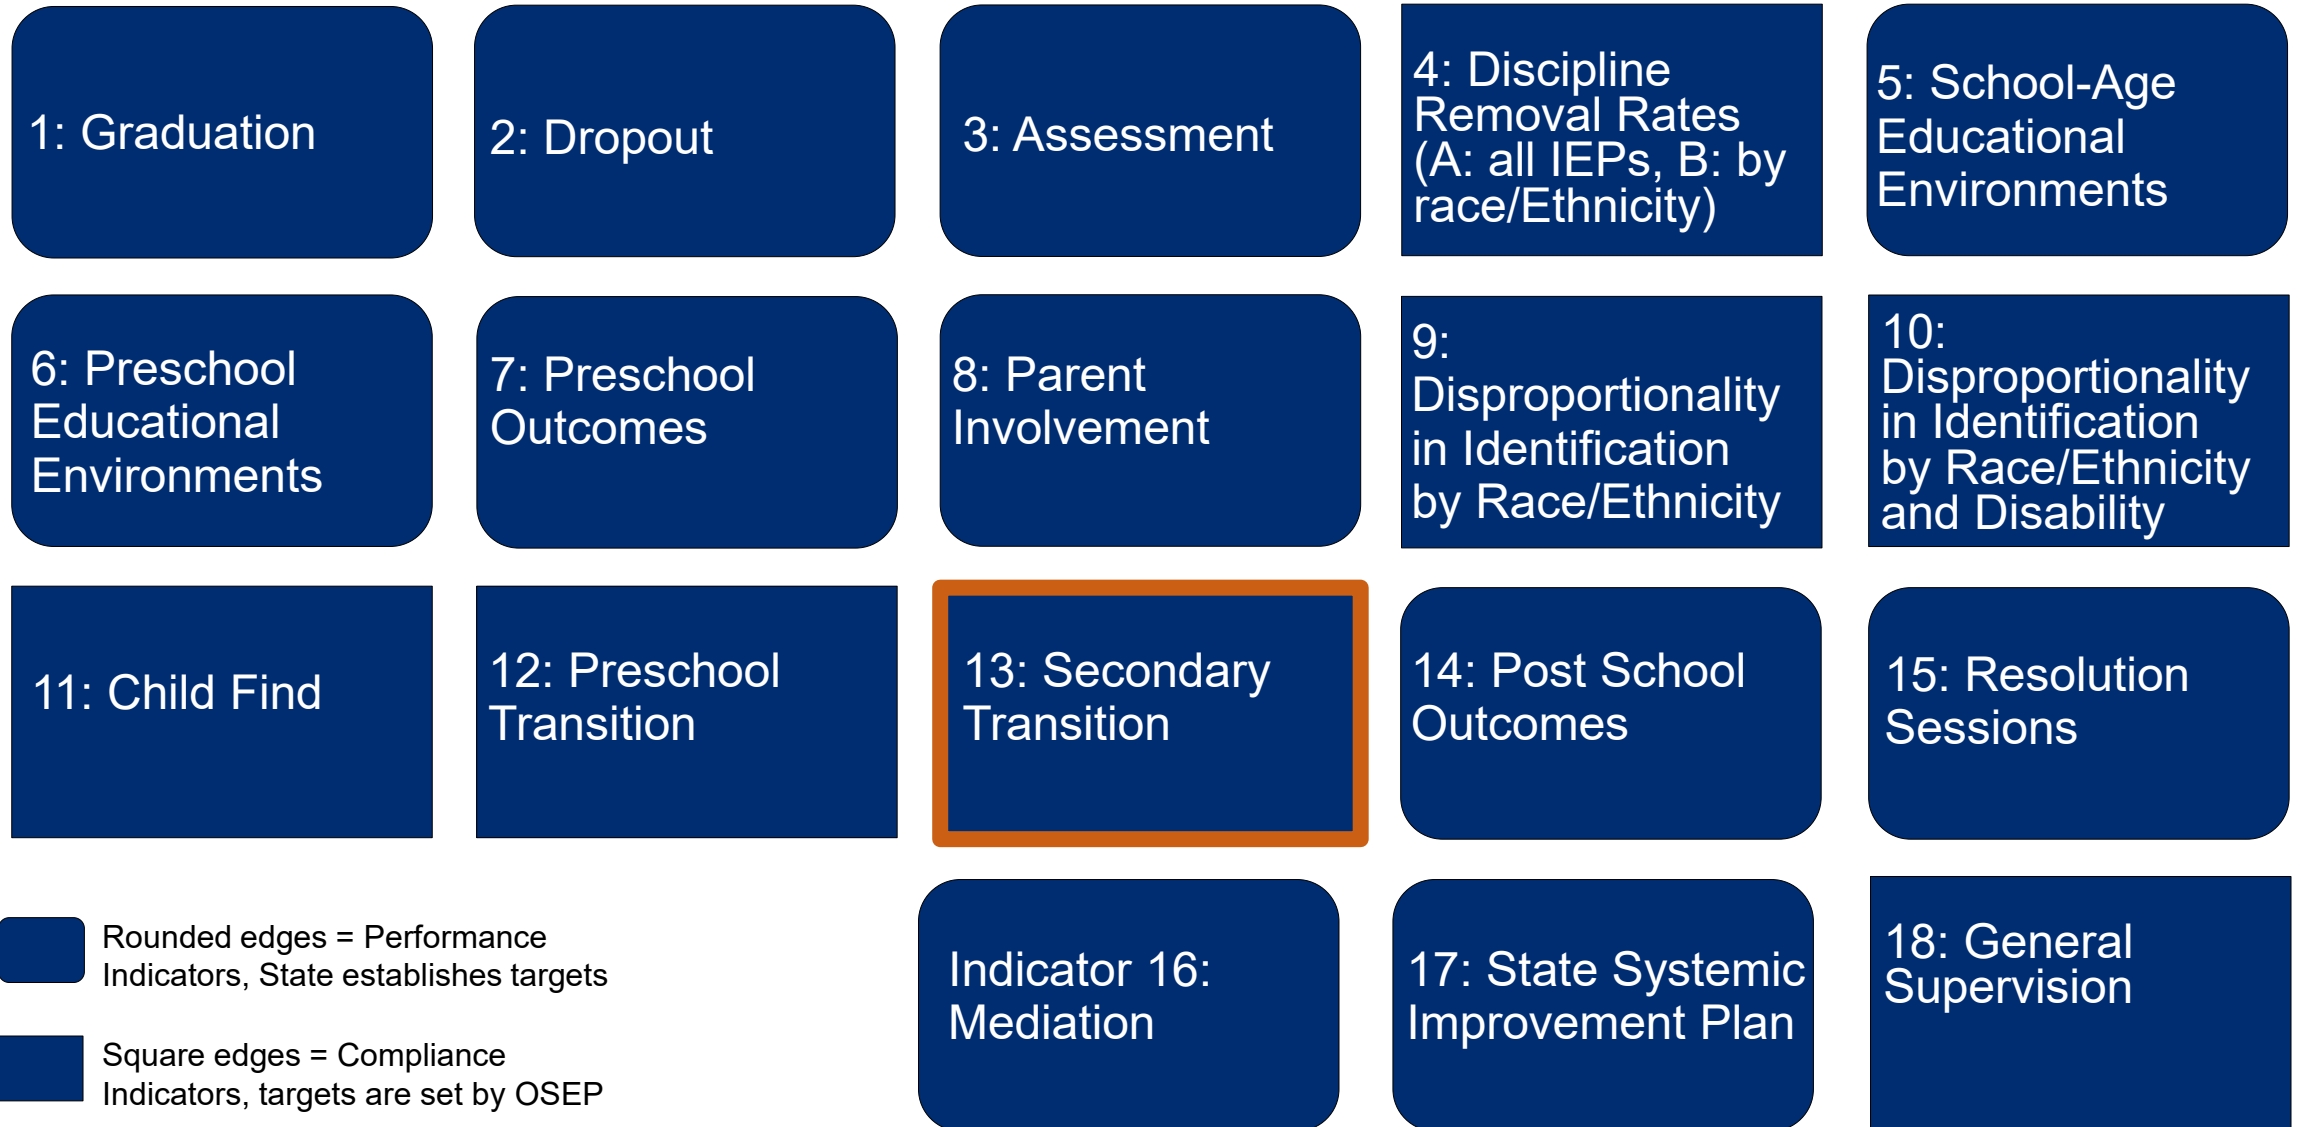 1: Graduation
2: Dropout
3: Assessment
4: Discipline
Removal Rates
(A: all IEPs, B: by
race/Ethnicity)
5: School-Age
Educational
Environments
6: Preschool
Educational
Environments
7: Preschool
Outcomes
8: Parent
Involvement
9:
Disproportionality
in Identification
by Race/Ethnicity
10:
Disproportionality
in Identification
by Race/Ethnicity
and Disability
11: Child Find
12: Preschool
Transition
13: Secondary
Transition
14: Post School
Outcomes
15: Resolution
Sessions
Indicator 16:
Mediation
17: State Systemic
Improvement Plan
18: General
Supervision
Rounded edges = Performance
Indicators, State establishes targets
Square edges = Compliance
Indicators, targets are set by OSEP